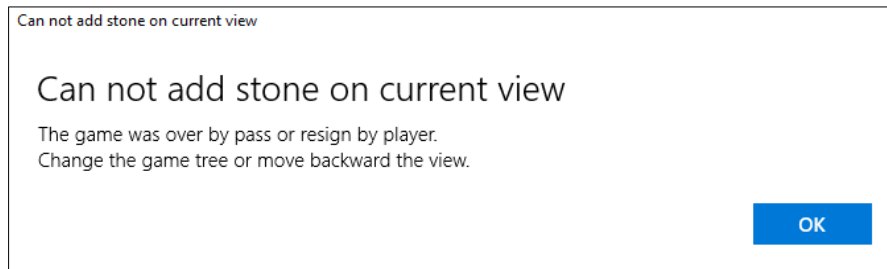 Can not add stone on current view
Can not add stone on current view
The game was over by pass or resign by player.
Change the game tree or move backward the view.
OK